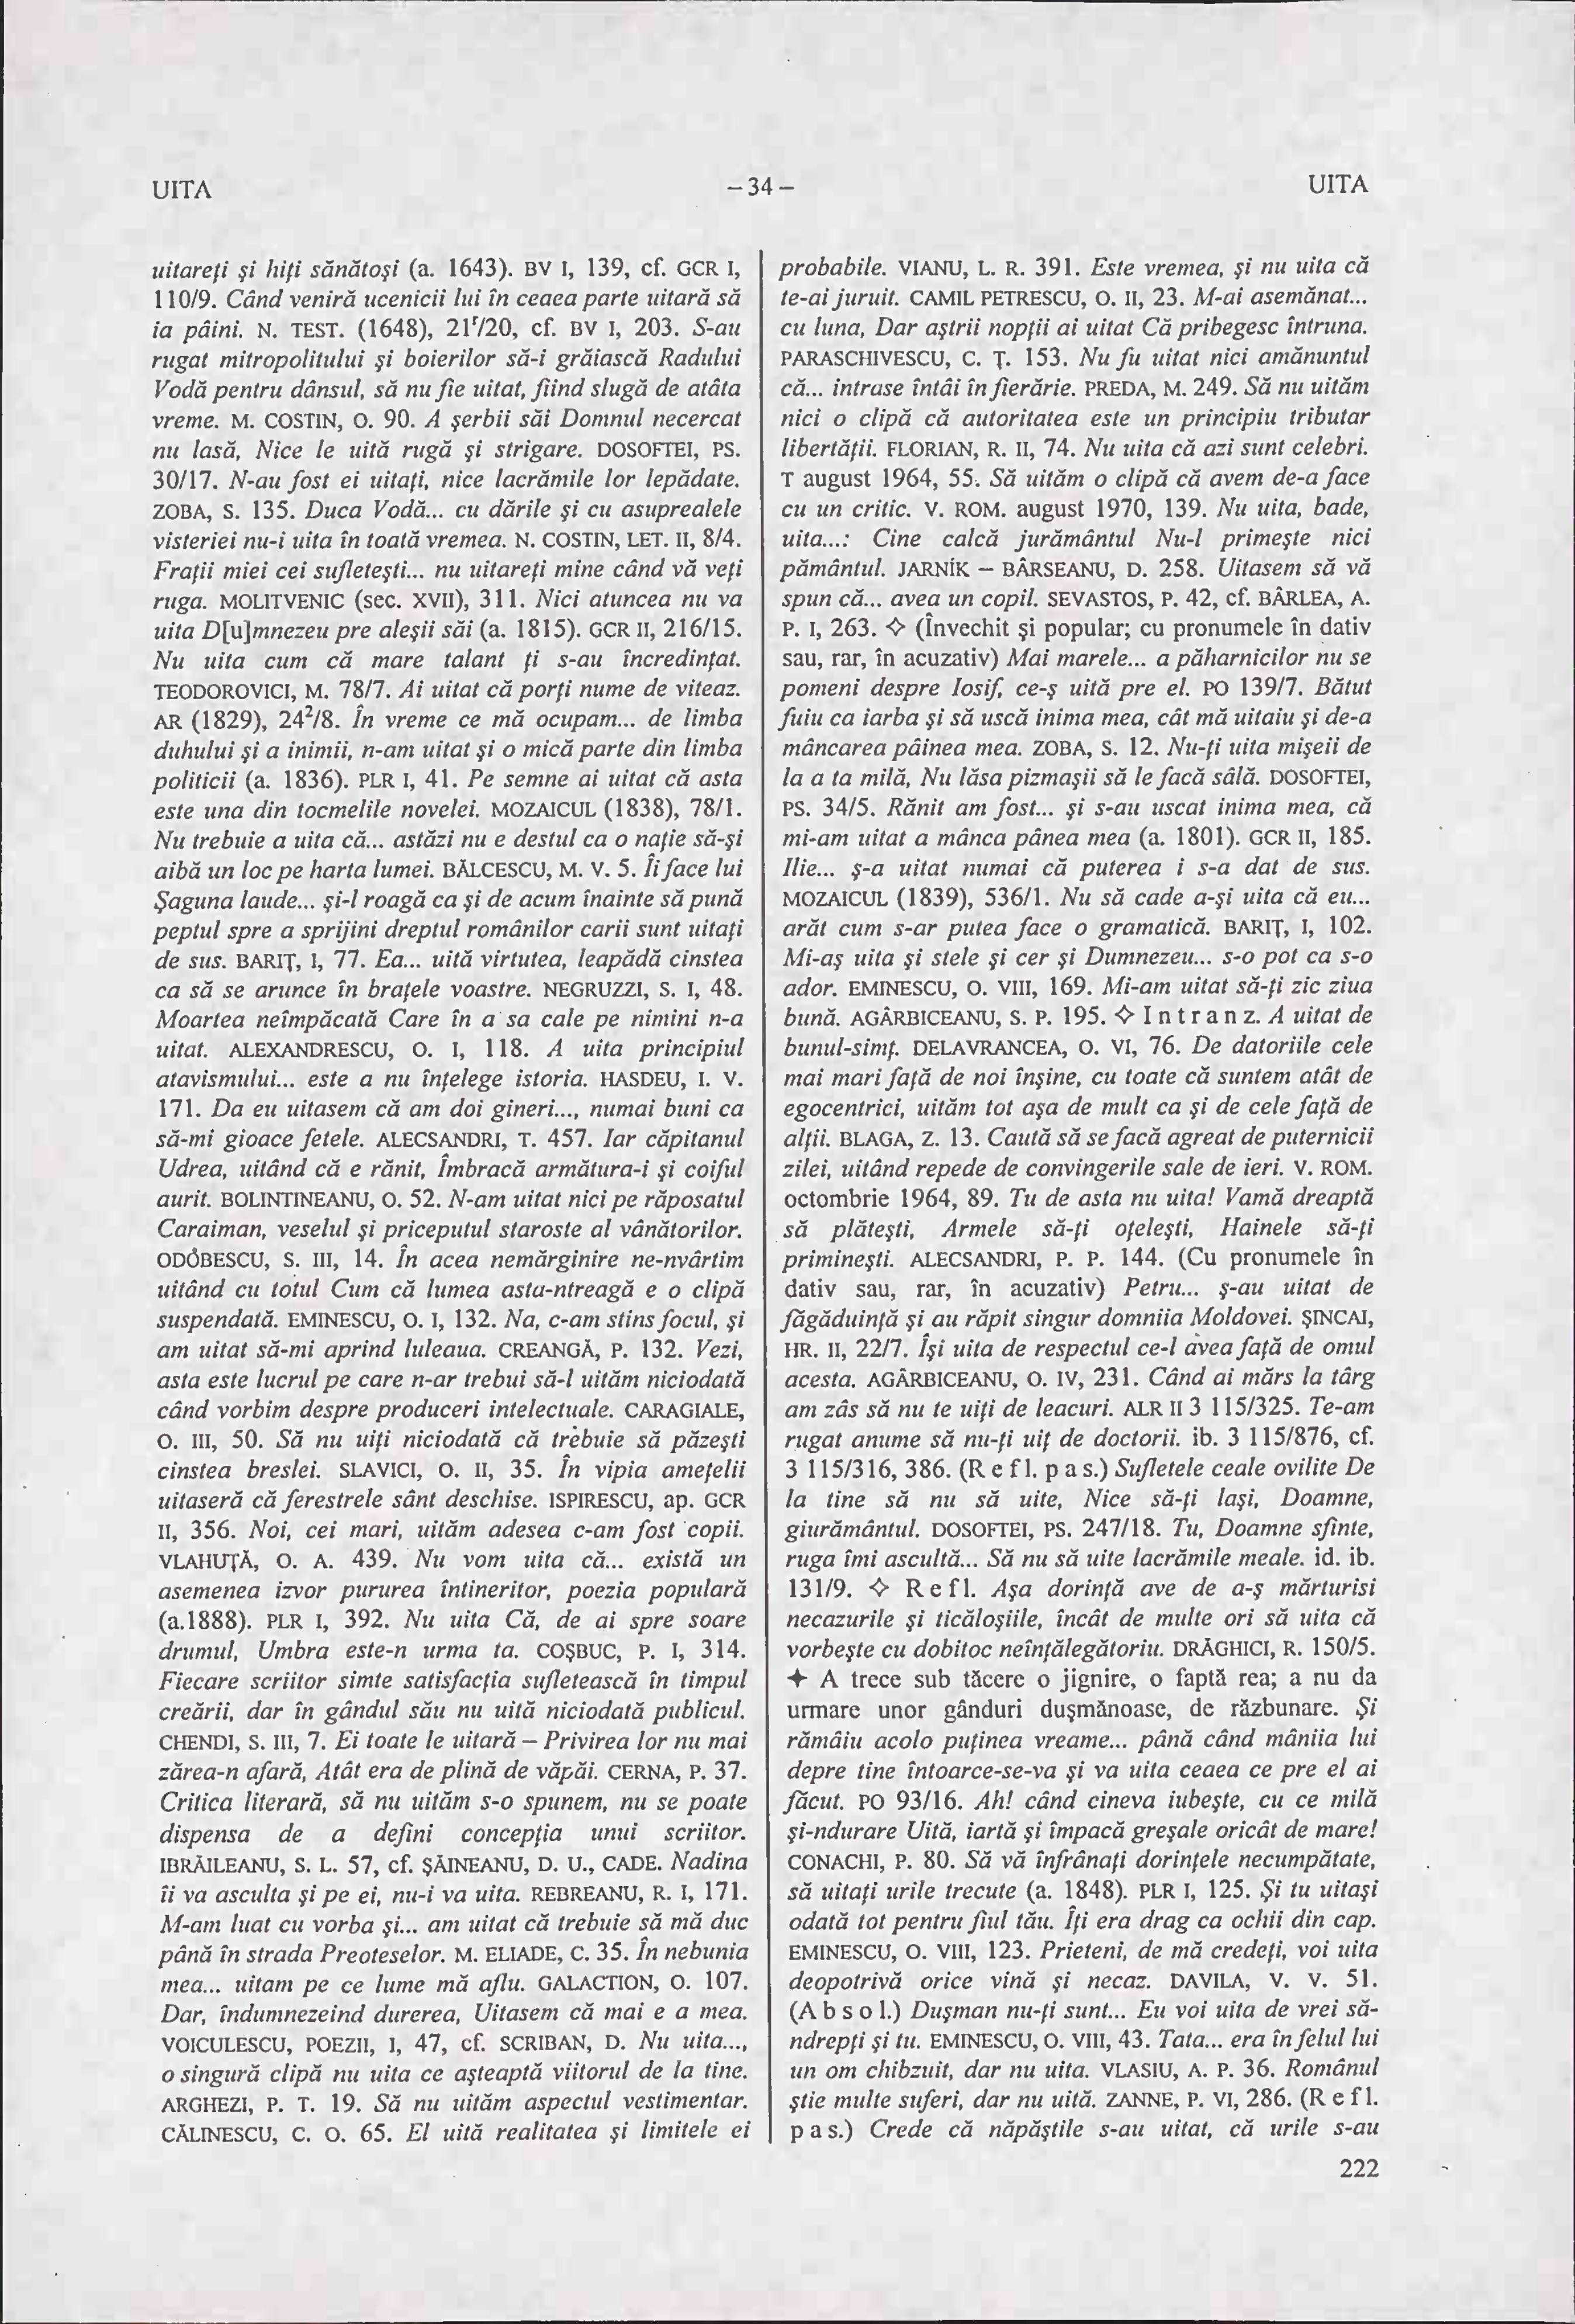 UITA
– 34 –
UITA
uitareţi şi hiţi sănătoşi (a. 1643). BV I, 139, cf. GCR I,
110/9. Când veniră ucenicii lui în ceaea parte uitară să
ia pâini. N. TEST. (1648), 21ʳ/20, cf. BV I, 203. S-au
rugat mitropolitului şi boierilor să-i grăiască Radului
Vodă pentru dânsul, să nu fie uitat, fiind slugă de atâta
vreme. M. COSTIN, O. 90. A şerbii săi Domnul necercat
nu lasă, Nice le uită rugă şi strigare. DOSOFTEI, PS.
30/17. N-au fost ei uitaţi, nice lacrămile lor lepădate.
ZOBA, S. 135. Duca Vodă... cu dările şi cu asuprealele
visteriei nu-i uita în toată vremea. N. COSTIN, LET. II, 8/4.
Fraţii miei cei sufleteşti... nu uitareţi mine când vă veţi
ruga. MOLITVENIC (sec. XVII), 311. Nici atuncea nu va
uita D[u]mnezeu pre aleşii săi (a. 1815). GCR II, 216/15.
Nu uita cum că mare talant ţi s-au încredinţat.
TEODOROVICI, M. 78/7. Ai uitat că porţi nume de viteaz.
AR (1829), 24²/8. În vreme ce mă ocupam... de limba
duhului şi a inimii, n-am uitat şi o mică parte din limba
politicii (a. 1836). PLR I, 41. Pe semne ai uitat că asta
este una din tocmelile novelei. MOZAICUL (1838), 78/1.
Nu trebuie a uita că... astăzi nu e destul ca o naţie să-şi
aibă un loc pe harta lumei. BĂLCESCU, M. V. 5. Îi face lui
Şaguna laude... şi-l roagă ca şi de acum înainte să pună
peptul spre a sprijini dreptul românilor carii sunt uitaţi
de sus. BARIŢ, I, 77. Ea... uită virtutea, leapădă cinstea
ca să se arunce în braţele voastre. NEGRUZZI, S. I, 48.
Moartea neîmpăcată Care în a sa cale pe nimini n-a
uitat. ALEXANDRESCU, O. I, 118. A uita principiul
atavismului... este a nu înţelege istoria. HASDEU, I. V.
171. Da eu uitasem că am doi gineri..., numai buni ca
să-mi gioace fetele. ALECSANDRI, T. 457. Iar căpitanul
Udrea, uitând că e rănit, Îmbracă armătura-i şi coiful
aurit. BOLINTINEANU, O. 52. N-am uitat nici pe răposatul
Caraiman, veselul şi priceputul staroste al vânătorilor.
ODOBESCU, S. III, 14. În acea nemărginire ne-nvârtim
uitând cu totul Cum că lumea asta-ntreagă e o clipă
suspendată. EMINESCU, O. I, 132. Na, c-am stins focul, şi
am uitat să-mi aprind luleaua. CREANGĂ, P. 132. Vezi,
asta este lucrul pe care n-ar trebui să-l uităm niciodată
când vorbim despre produceri intelectuale. CARAGIALE,
O. III, 50. Să nu uiţi niciodată că trebuie să păzeşti
cinstea breslei. SLAVICI, O. II, 35. În vipia ameţelii
uitaseră că ferestrele sânt deschise. ISPIRESCU, ap. GCR
II, 356. Noi, cei mari, uităm adesea c-am fost copii.
VLAHUŢĂ, O. A. 439. Nu vom uita că... există un
asemenea izvor pururea întineritor, poezia populară
(a.1888). PLR I, 392. Nu uita Că, de ai spre soare
drumul, Umbra este-n urma ta. COŞBUC, P. I, 314.
Fiecare scriitor simte satisfacţia sufletească în timpul
creării, dar în gândul său nu uită niciodată publicul.
CHENDI, S. III, 7. Ei toate le uitară – Privirea lor nu mai
zărea-n afară, Atât era de plină de văpăi. CERNA, P. 37.
Critica literară, să nu uităm s-o spunem, nu se poate
dispensa de a defini concepţia unui scriitor.
IBRĂILEANU, S. L. 57, cf. ŞĂINEANU, D. U., CADE. Nadina
îi va asculta şi pe ei, nu-i va uita. REBREANU, R. I, 171.
M-am luat cu vorba şi... am uitat că trebuie să mă duc
până în strada Preoteselor. M. ELIADE, C. 35. În nebunia
mea... uitam pe ce lume mă aflu. GALACTION, O. 107.
Dar, îndumnezeind durerea, Uitasem că mai e a mea.
VOICULESCU, POEZII, I, 47, cf. SCRIBAN, D. Nu uita...,
o singură clipă nu uita ce aşteaptă viitorul de la tine.
ARGHEZI, P. T. 19. Să nu uităm aspectul vestimentar.
CĂLINESCU, C. O. 65. El uită realitatea şi limitele ei
probabile. VIANU, L. R. 391. Este vremea, şi nu uita că
te-ai juruit. CAMIL PETRESCU, O. II, 23. M-ai asemănat...
cu luna, Dar aştrii nopţii ai uitat Că pribegesc întruna.
PARASCHIVESCU, C. Ţ. 153. Nu fu uitat nici amănuntul
că... intrase întâi în fierărie. PREDA, M. 249. Să nu uităm
nici o clipă că autoritatea este un principiu tributar
libertăţii. FLORIAN, R. II, 74. Nu uita că azi sunt celebri.
T august 1964, 55. Să uităm o clipă că avem de-a face
cu un critic. V. ROM. august 1970, 139. Nu uita, bade,
uita...: Cine calcă jurământul Nu-l primeşte nici
pământul. JARNÍK – BÂRSEANU, D. 258. Uitasem să vă
spun că... avea un copil. SEVASTOS, P. 42, cf. BÂRLEA, A.
P. I, 263. ◊ (Învechit şi popular; cu pronumele în dativ
sau, rar, în acuzativ) Mai marele... a păharnicilor nu se
pomeni despre Iosif, ce-ş uită pre el. PO 139/7. Bătut
fuiu ca iarba şi să uscă inima mea, cât mă uitaiu şi de-a
mâncarea pâinea mea. ZOBA, S. 12. Nu-ţi uita mişeii de
la a ta milă, Nu lăsa pizmaşii să le facă sâlă. DOSOFTEI,
PS. 34/5. Rănit am fost... şi s-au uscat inima mea, că
mi-am uitat a mânca pânea mea (a. 1801). GCR II, 185.
Ilie... ş-a uitat numai că puterea i s-a dat de sus.
MOZAICUL (1839), 536/1. Nu să cade a-şi uita că eu...
arăt cum s-ar putea face o gramatică. BARIŢ, I, 102.
Mi-aş uita şi stele şi cer şi Dumnezeu... s-o pot ca s-o
ador. EMINESCU, O. VIII, 169. Mi-am uitat să-ţi zic ziua
bună. AGÂRBICEANU, S. P. 195. ◊ I n t r a n z. A uitat de
bunul-simţ. DELAVRANCEA, O. VI, 76. De datoriile cele
mai mari faţă de noi înşine, cu toate că suntem atât de
egocentrici, uităm tot aşa de mult ca şi de cele faţă de
alţii. BLAGA, Z. 13. Caută să se facă agreat de puternicii
zilei, uitând repede de convingerile sale de ieri. V. ROM.
octombrie 1964, 89. Tu de asta nu uita! Vamă dreaptă
să plăteşti, Armele să-ţi oţeleşti, Hainele să-ţi
primineşti. ALECSANDRI, P. P. 144. (Cu pronumele în
dativ sau, rar, în acuzativ) Petru... ş-au uitat de
făgăduinţă şi au răpit singur domniia Moldovei. ŞINCAI,
HR. II, 22/7. Îşi uita de respectul ce-l avea faţă de omul
acesta. AGÂRBICEANU, O. IV, 231. Când ai mărs la târg
am zâs să nu te uiţi de leacuri. ALR II 3 115/325. Te-am
rugat anume să nu-ţi uiţ de doctorii. ib. 3 115/876, cf.
3 115/316, 386. (R e f l. p a s.) Sufletele ceale ovilite De
la tine să nu să uite, Nice să-ţi laşi, Doamne,
giurământul. DOSOFTEI, PS. 247/18. Tu, Doamne sfinte,
ruga îmi ascultă... Să nu să uite lacrămile meale. id. ib.
131/9. ◊ R e f l. Aşa dorinţă ave de a-ş mărturisi
necazurile şi ticăloşiile, încât de multe ori să uita că
vorbeşte cu dobitoc neînţălegătoriu. DRĂGHICI, R. 150/5.
✦ A trece sub tăcere o jignire, o faptă rea; a nu da
urmare unor gânduri duşmănoase, de răzbunare. Şi
rămâiu acolo puţinea vreame... până când mâniia lui
depre tine întoarce-se-va şi va uita ceaea ce pre el ai
făcut. PO 93/16. Ah! când cineva iubeşte, cu ce milă
şi-ndurare Uită, iartă şi împacă greşale oricât de mare!
CONACHI, P. 80. Să vă înfrânaţi dorinţele necumpătate,
să uitaţi urile trecute (a. 1848). PLR I, 125. Şi tu uitaşi
odată tot pentru fiul tău. Îţi era drag ca ochii din cap.
EMINESCU, O. VIII, 123. Prieteni, de mă credeţi, voi uita
deopotrivă orice vină şi necaz. DAVILA, V. V. 51.
(A b s o l.) Duşman nu-ţi sunt... Eu voi uita de vrei să-
ndrepţi şi tu. EMINESCU, O. VIII, 43. Tata... era în felul lui
un om chibzuit, dar nu uita. VLASIU, A. P. 36. Românul
ştie multe suferi, dar nu uită. ZANNE, P. VI, 286. (R e f l.
p a s.) Crede că năpăştile s-au uitat, că urile s-au
222